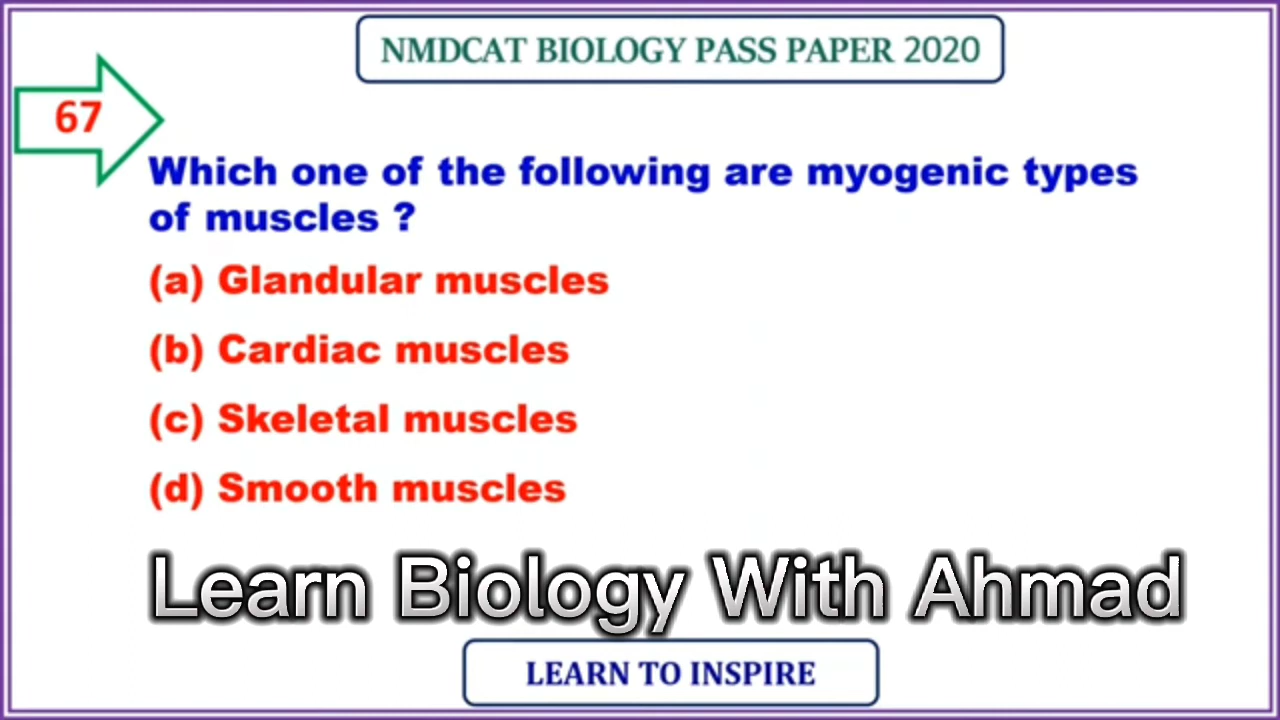 NMDCAT BIOLOGY PASS PAPER 2020
67
Which one of the following are myogenic types
of muscles ?
(a) Glandular muscles
(b) Cardiac muscles
(c) Skeletal muscles
(d) Smooth muscles
Learn Biology With Ahmad
LEARN TO INSPIRE